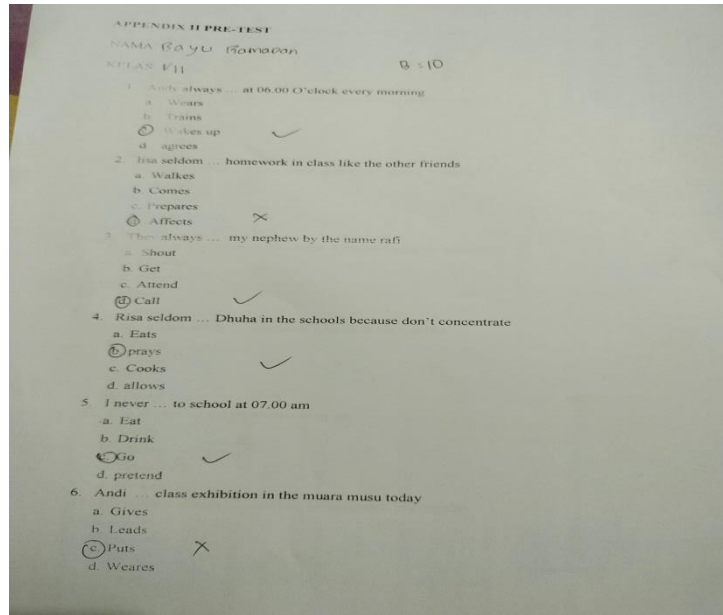 APPENDIX II PRE-TEST
NAMA Bayu Ramadan
KELAS VII B = 10
1. Andy always ... at 06.00 O'clock every morning
a. Wears
b. Trains
c. Wakes up
d. agrees
2. lisa seldom ... homework in class like the other friends
a. Walkes
b. Comes
c. Prepares
d. Affects
3. They always ... my nephew by the name rafi
a. Shout
b. Get
c. Attend
d. Call
4. Risa seldom ... Dhuha in the schools because don't concentrate
a. Eats
b. prays
c. Cooks
d. allows
5. I never ... to school at 07.00 am
a. Eat
b. Drink
c. Go
d. pretend
6. Andi ... class exhibition in the muara musu today
a. Gives
b. Leads
c. Puts
d. Weares